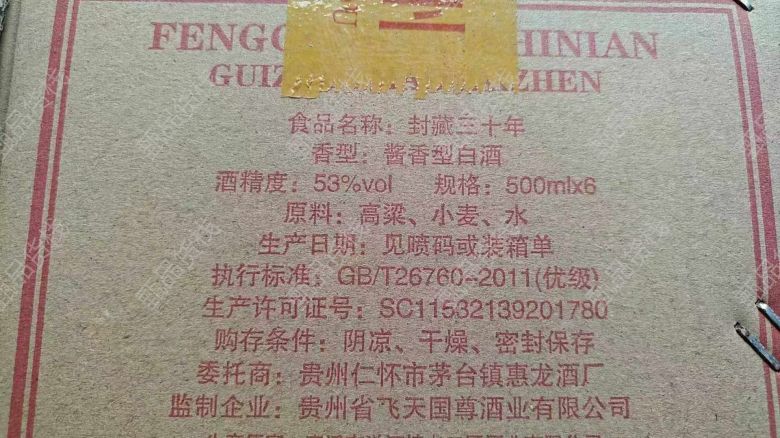 食品名称：封藏三十年
香型：酱香型白酒
酒精度：53%vol 规格：500mlx6
原料：高粱、小麦、水
生产日期：见喷码或装箱单
执行标准：GB/T26760-2011(优级)
生产许可证号：SC11532139201780
购存条件：阴凉、干燥、密封保存
委托商：贵州仁怀市茅台镇惠龙酒厂
监制企业：贵州省飞天国尊酒业有限公司